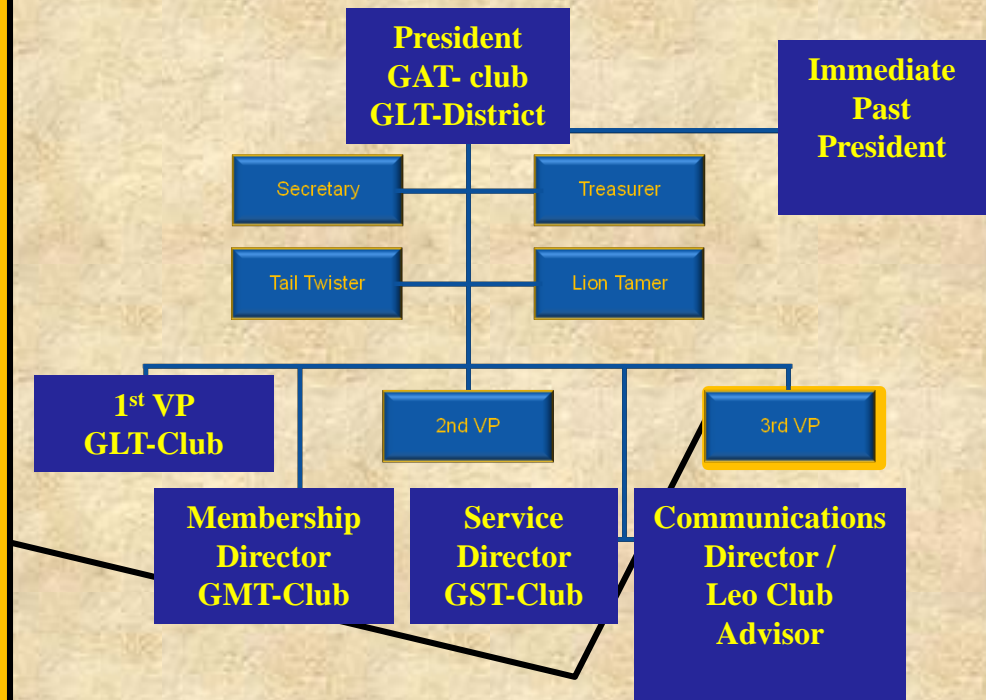 President
GAT- club
GLT-District
Immediate
Past
President
Secretary
Treasurer
Tail Twister
Lion Tamer
1st VP
GLT-Club
2nd VP
3rd VP
Membership
Director
GMT-Club
Service
Director
GST-Club
Communications
Director /
Leo Club
Advisor